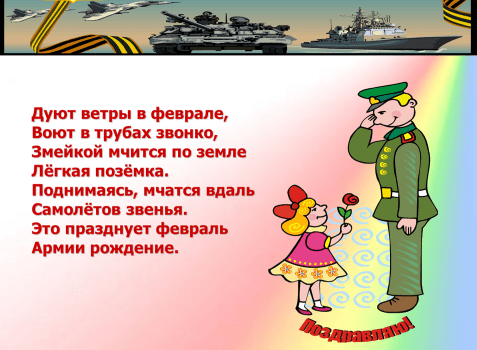 Дуют ветры в феврале,
Воют в трубах звонко,
Змейкой мчится по земле
Лёгкая позёмка.
Поднимаясь, мчатся вдаль
Самолётов звенья.
Это празднует февраль
Армии рождение.
Поздравляю!